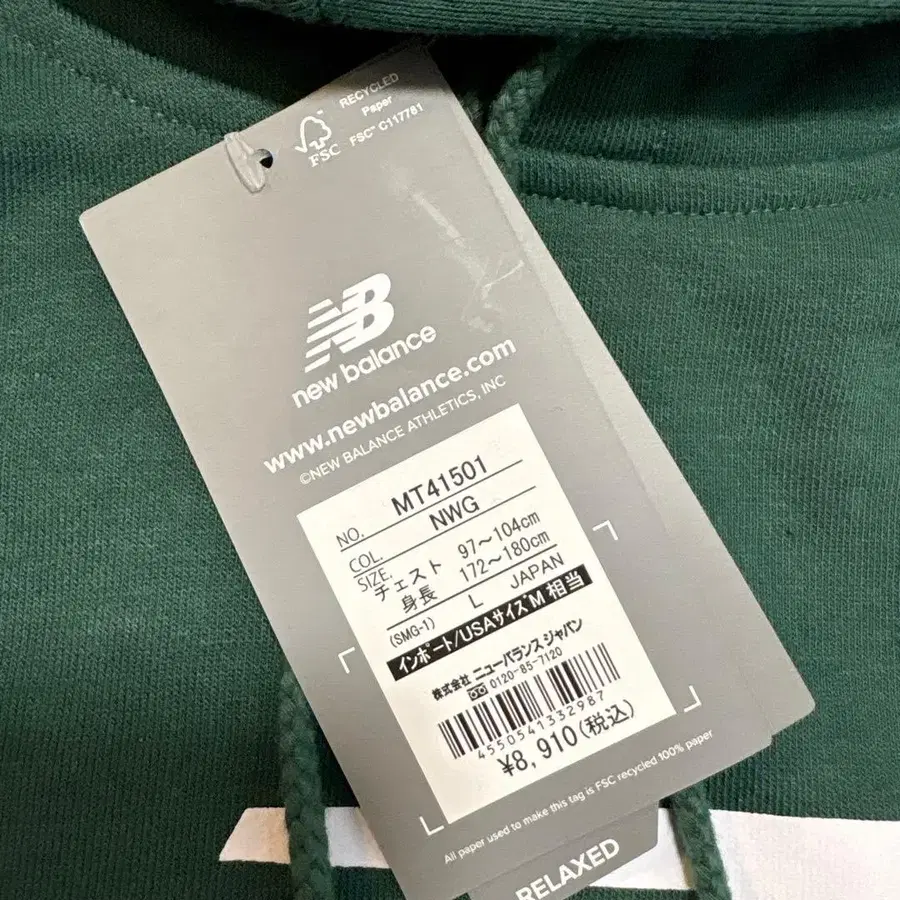 RECYCLED
Paper
FSC™ C117781
FSC
NB
new balance
www.newbalance.com
©NEW BALANCE ATHLETICS, INC
NO. MT41501
COL. NWG
SIZE. チェスト 97～104cm
身長 172～180cm
(SMG-1) L JAPAN
インポート/USAサイズM 相当
株式会社 ニューバランス ジャパン
0120-85-7120
4550541332987
¥8,910(税込)
All paper used to make this tag is FSC recycled 100% paper
RELAXED